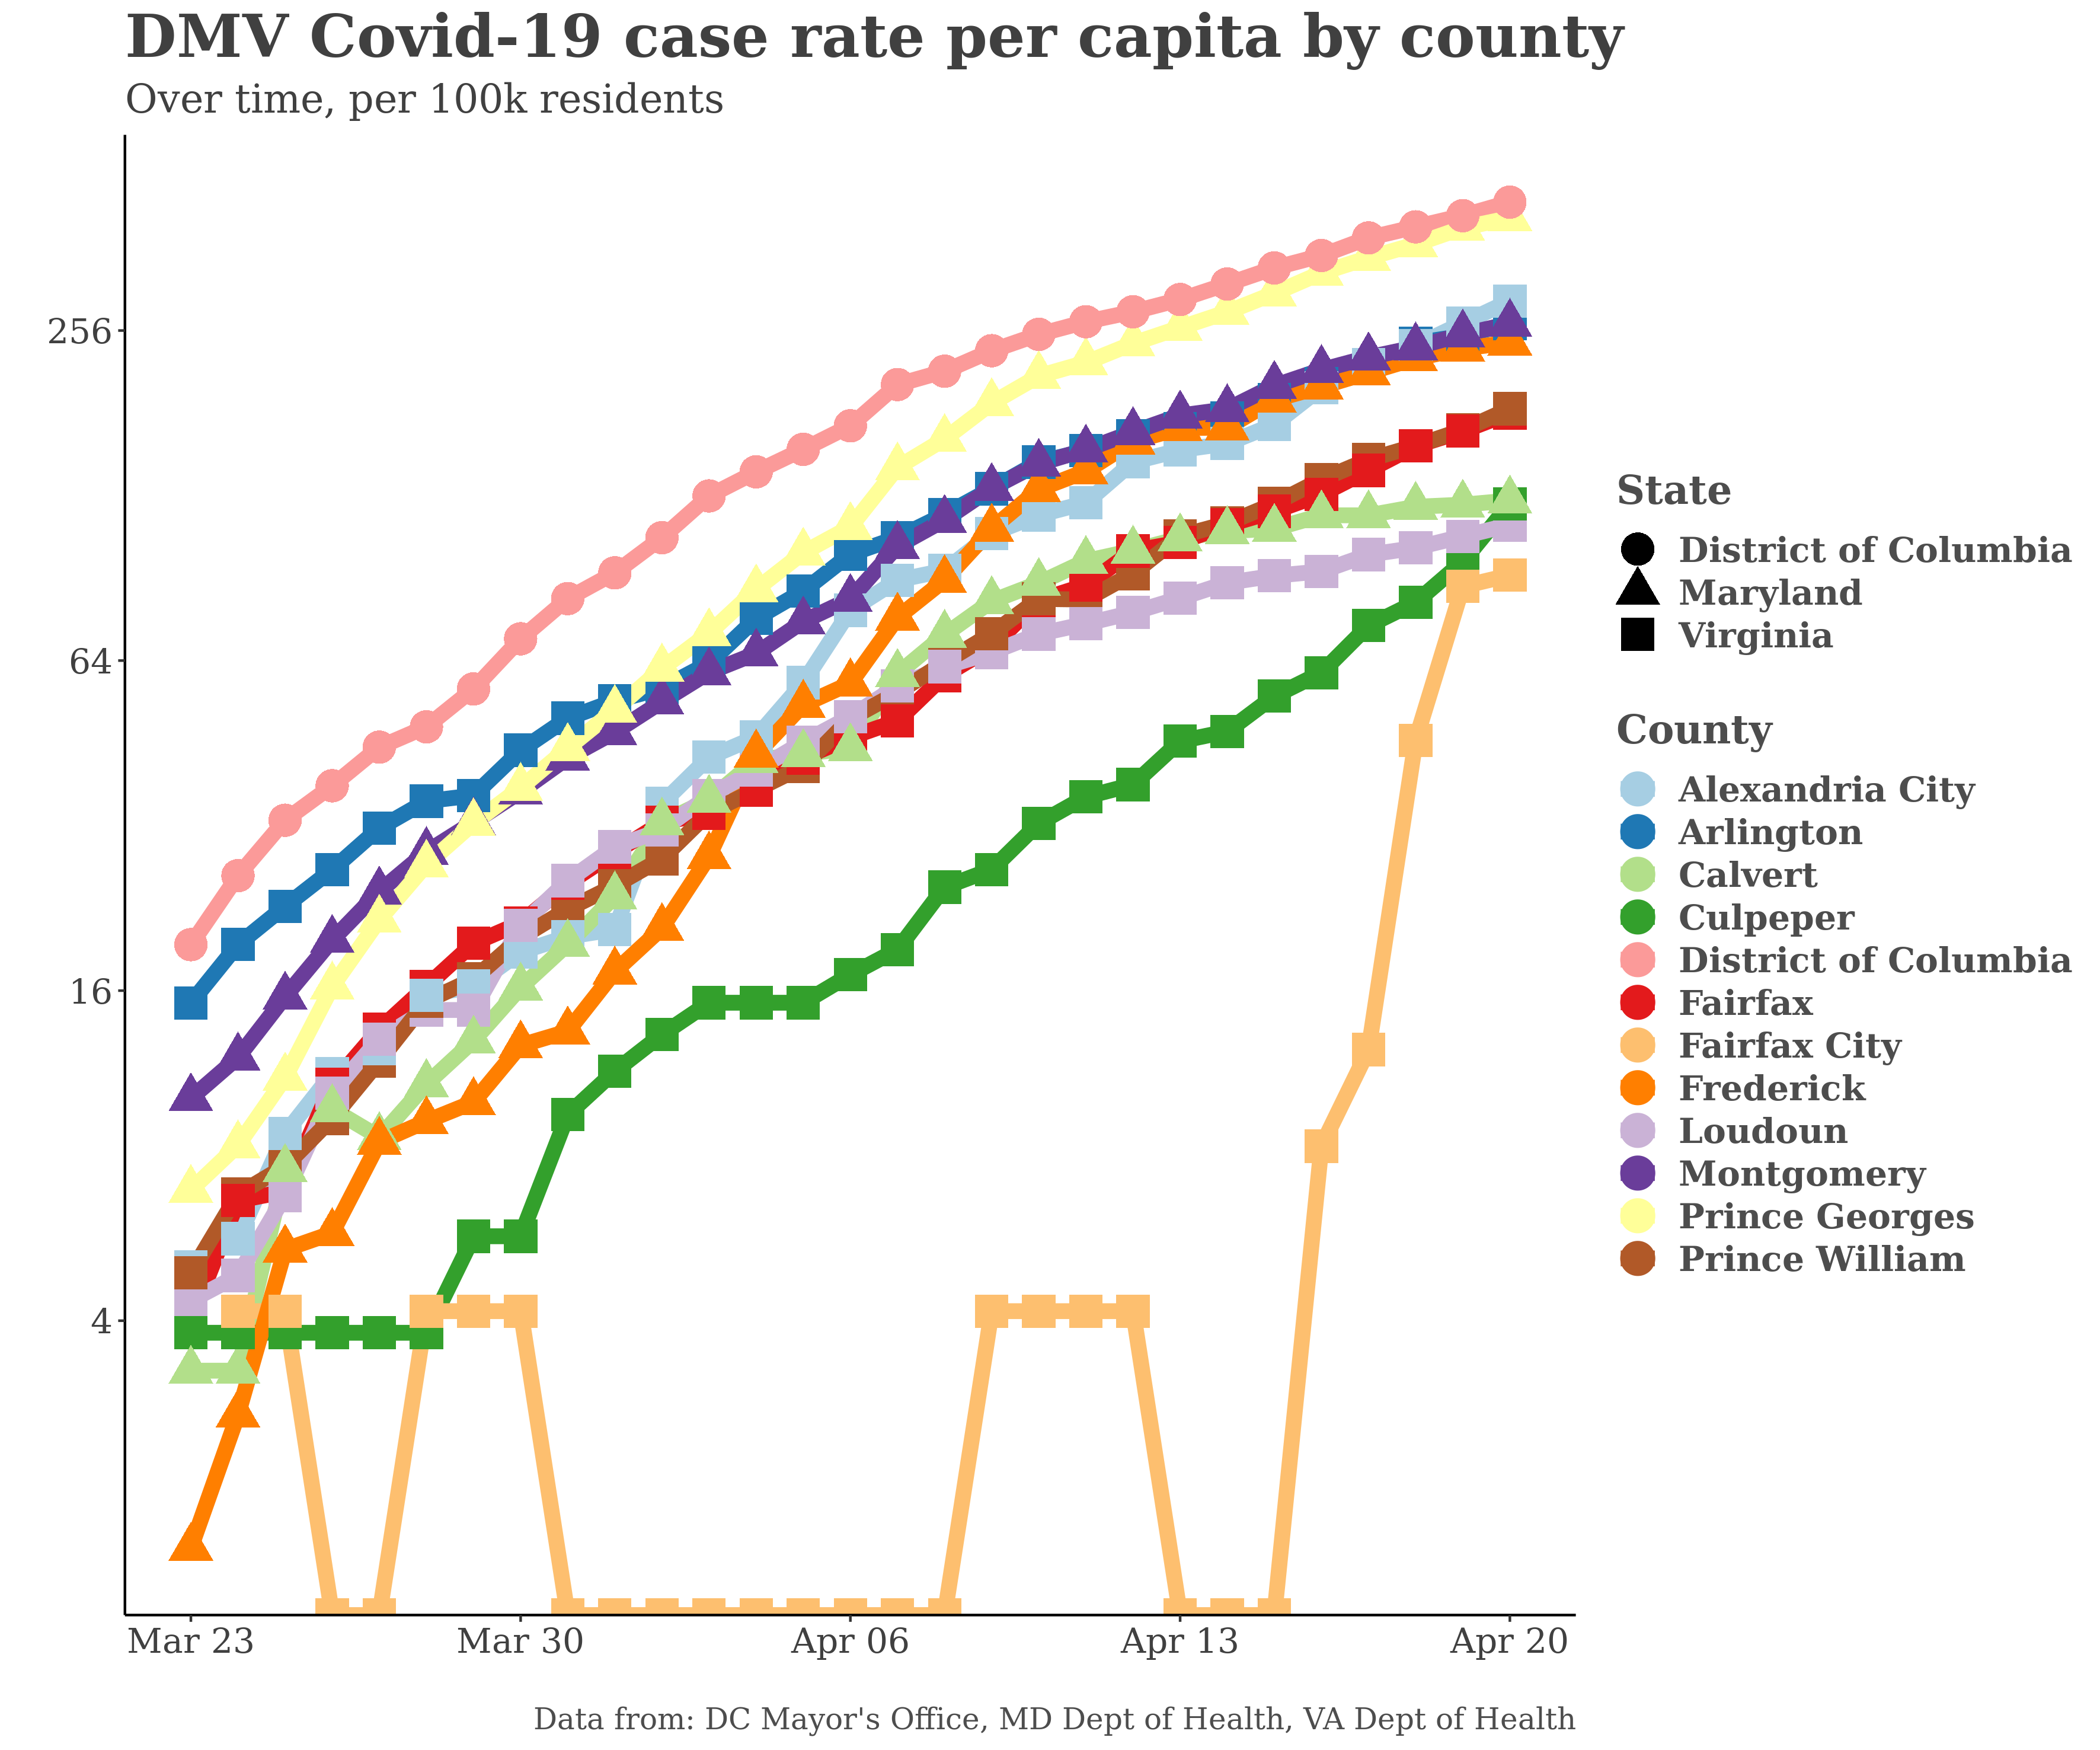 DMV Covid-19 case rate per capita by county
Over time, per 100k residents
256
64
16
4
Mar 23
Mar 30
Apr 06
Apr 13
Apr 20
State
District of Columbia
Maryland
Virginia
County
Alexandria City
Arlington
Calvert
Culpeper
District of Columbia
Fairfax
Fairfax City
Frederick
Loudoun
Montgomery
Prince Georges
Prince William
Data from: DC Mayor's Office, MD Dept of Health, VA Dept of Health